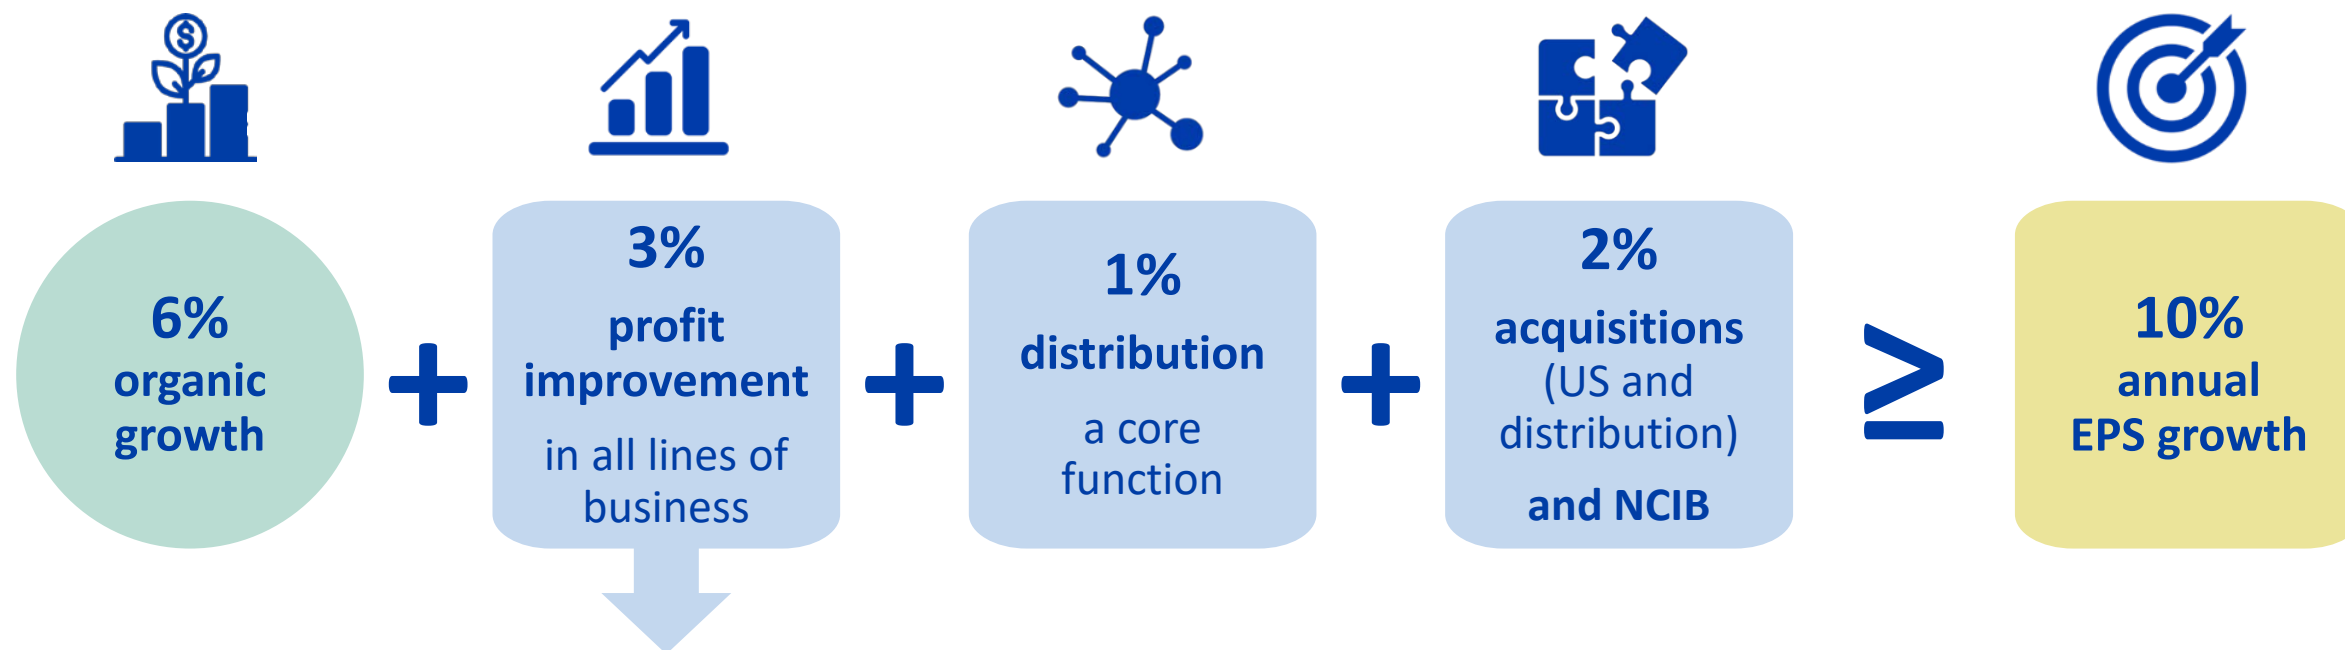 6%
organic
growth
+
3%
profit
improvement
in all lines of
business
+
1%
distribution
a core
function
+
2%
acquisitions
(US and
distribution)
and NCIB
≥
10%
annual
EPS growth
$